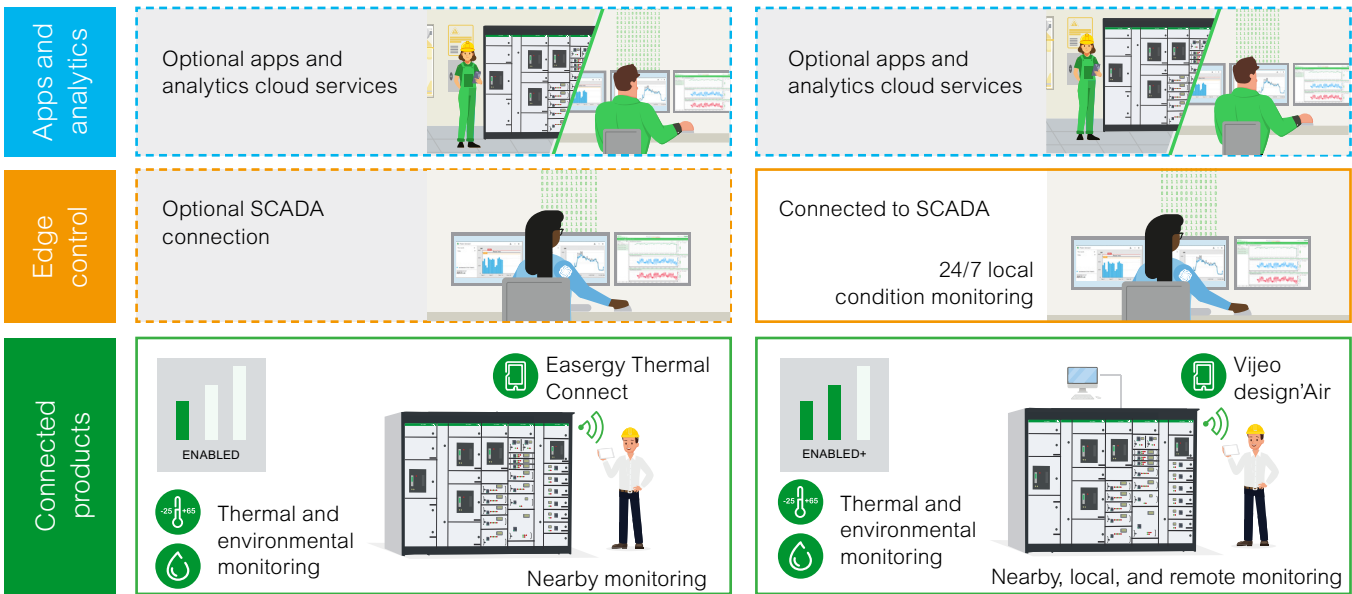 Apps and
analytics
Optional apps and
analytics cloud services
Optional apps and
analytics cloud services
Edge
control
Optional SCADA
connection
Connected to SCADA
24/7 local
condition monitoring
Connected
products
ENABLED
Easergy Thermal
Connect
-25 +65
Thermal and
environmental
monitoring
Nearby monitoring
ENABLED+
Vijeo
design'Air
-25 +65
Thermal and
environmental
monitoring
Nearby, local, and remote monitoring